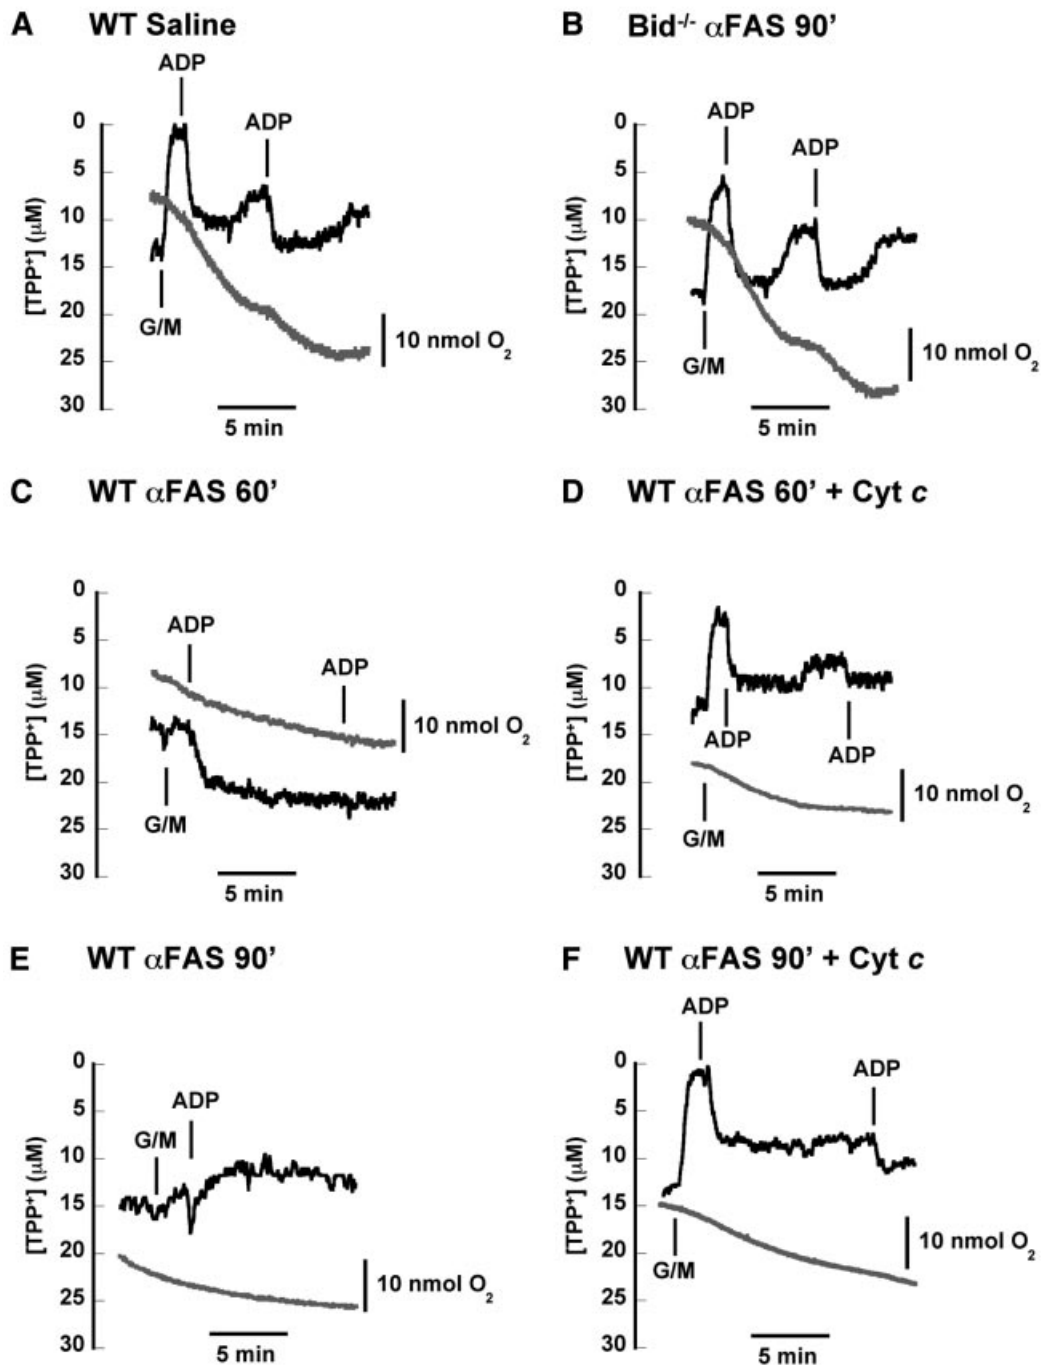 A WT Saline
ADP
ADP
0
5
10
15
20
25
30
[TPP⁺] (μM)
G/M
10 nmol O₂
5 min
B Bid⁻/⁻ αFAS 90’
ADP
ADP
0
5
10
15
20
25
30
[TPP⁺] (μM)
G/M
10 nmol O₂
5 min
C WT αFAS 60’
0
5
10
15
20
25
30
[TPP⁺] (μM)
ADP
ADP
10 nmol O₂
G/M
5 min
D WT αFAS 60’ + Cyt c
0
5
10
15
20
25
30
[TPP⁺] (μM)
ADP
ADP
10 nmol O₂
G/M
5 min
E WT αFAS 90’
0
5
10
15
20
25
30
[TPP⁺] (μM)
ADP
G/M
10 nmol O₂
5 min
F WT αFAS 90’ + Cyt c
ADP
0
5
10
15
20
25
30
[TPP⁺] (μM)
ADP
10 nmol O₂
G/M
5 min